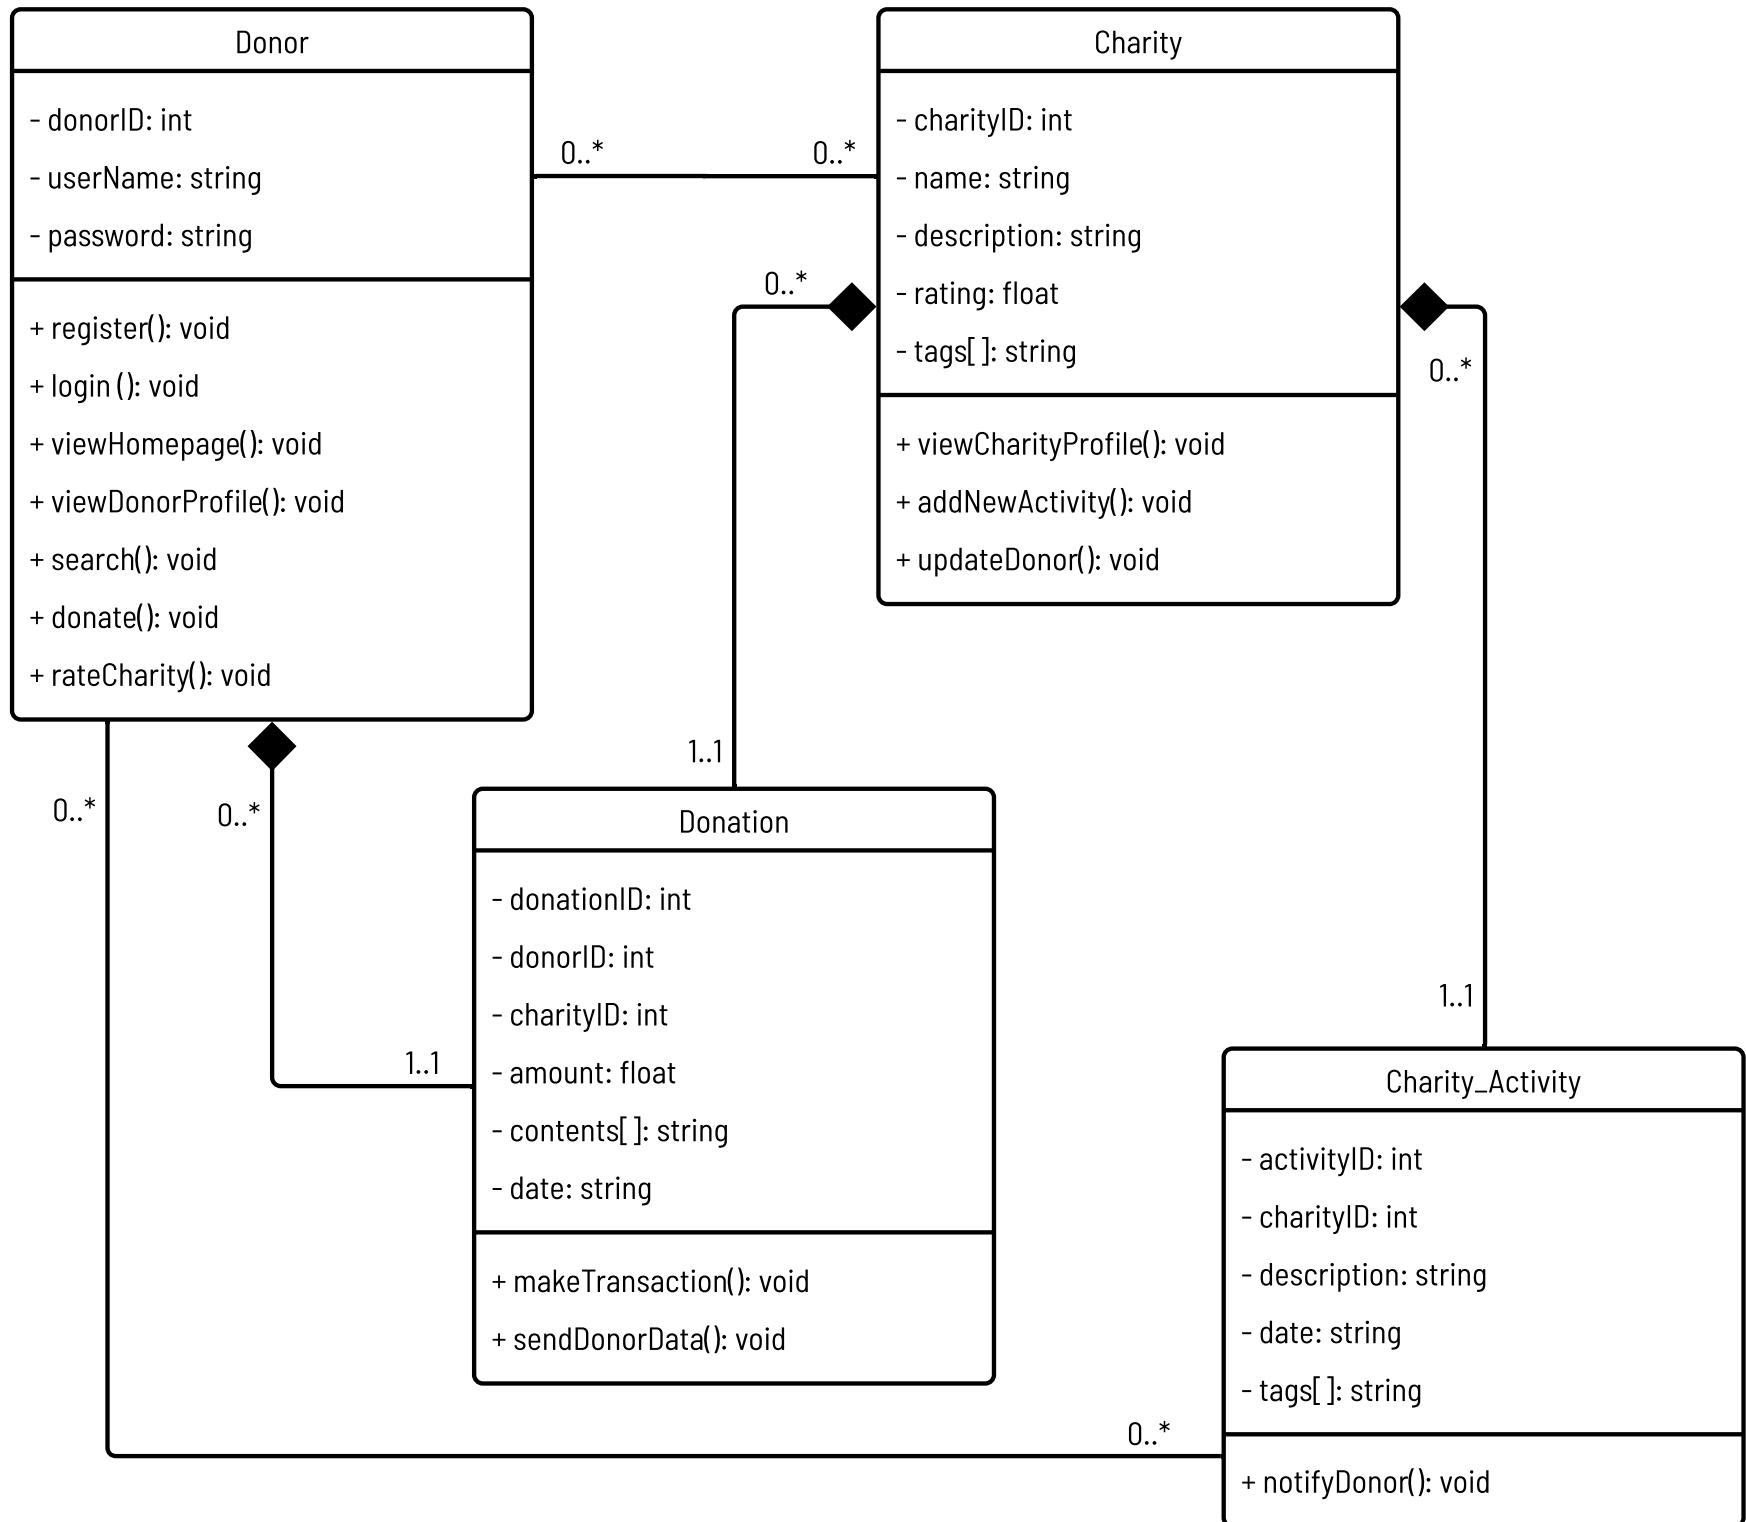 Donor
- donorID: int
- userName: string
- password: string
+ register(): void
+ login (): void
+ viewHomepage(): void
+ viewDonorProfile(): void
+ search(): void
+ donate(): void
+ rateCharity(): void
0..*
0..*
Charity
- charityID: int
- name: string
- description: string
- rating: float
- tags[ ]: string
+ viewCharityProfile(): void
+ addNewActivity(): void
+ updateDonor(): void
0..*
0..*
1..1
0..*
0..*
1..1
Donation
- donationID: int
- donorID: int
- charityID: int
- amount: float
- contents[ ]: string
- date: string
+ makeTransaction(): void
+ sendDonorData(): void
1..1
Charity_Activity
- activityID: int
- charityID: int
- description: string
- date: string
- tags[ ]: string
+ notifyDonor(): void
0..*